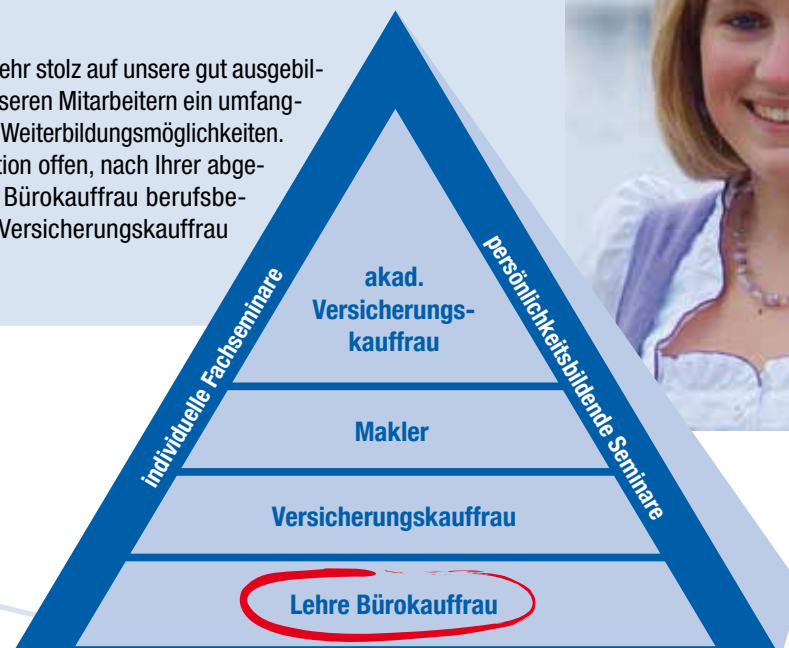 ehr stolz auf unsere gut ausgebil-
seren Mitarbeitern ein umfang-
Weiterbildungsmöglichkeiten.
tion offen, nach Ihrer abge-
Bürokauffrau berufsbe-
Versicherungskauffrau
individuelle Fachseminare
persönlichkeitsbildende Seminare
akad.
Versicherungs-
kauffrau
Makler
Versicherungskauffrau
Lehre Bürokauffrau